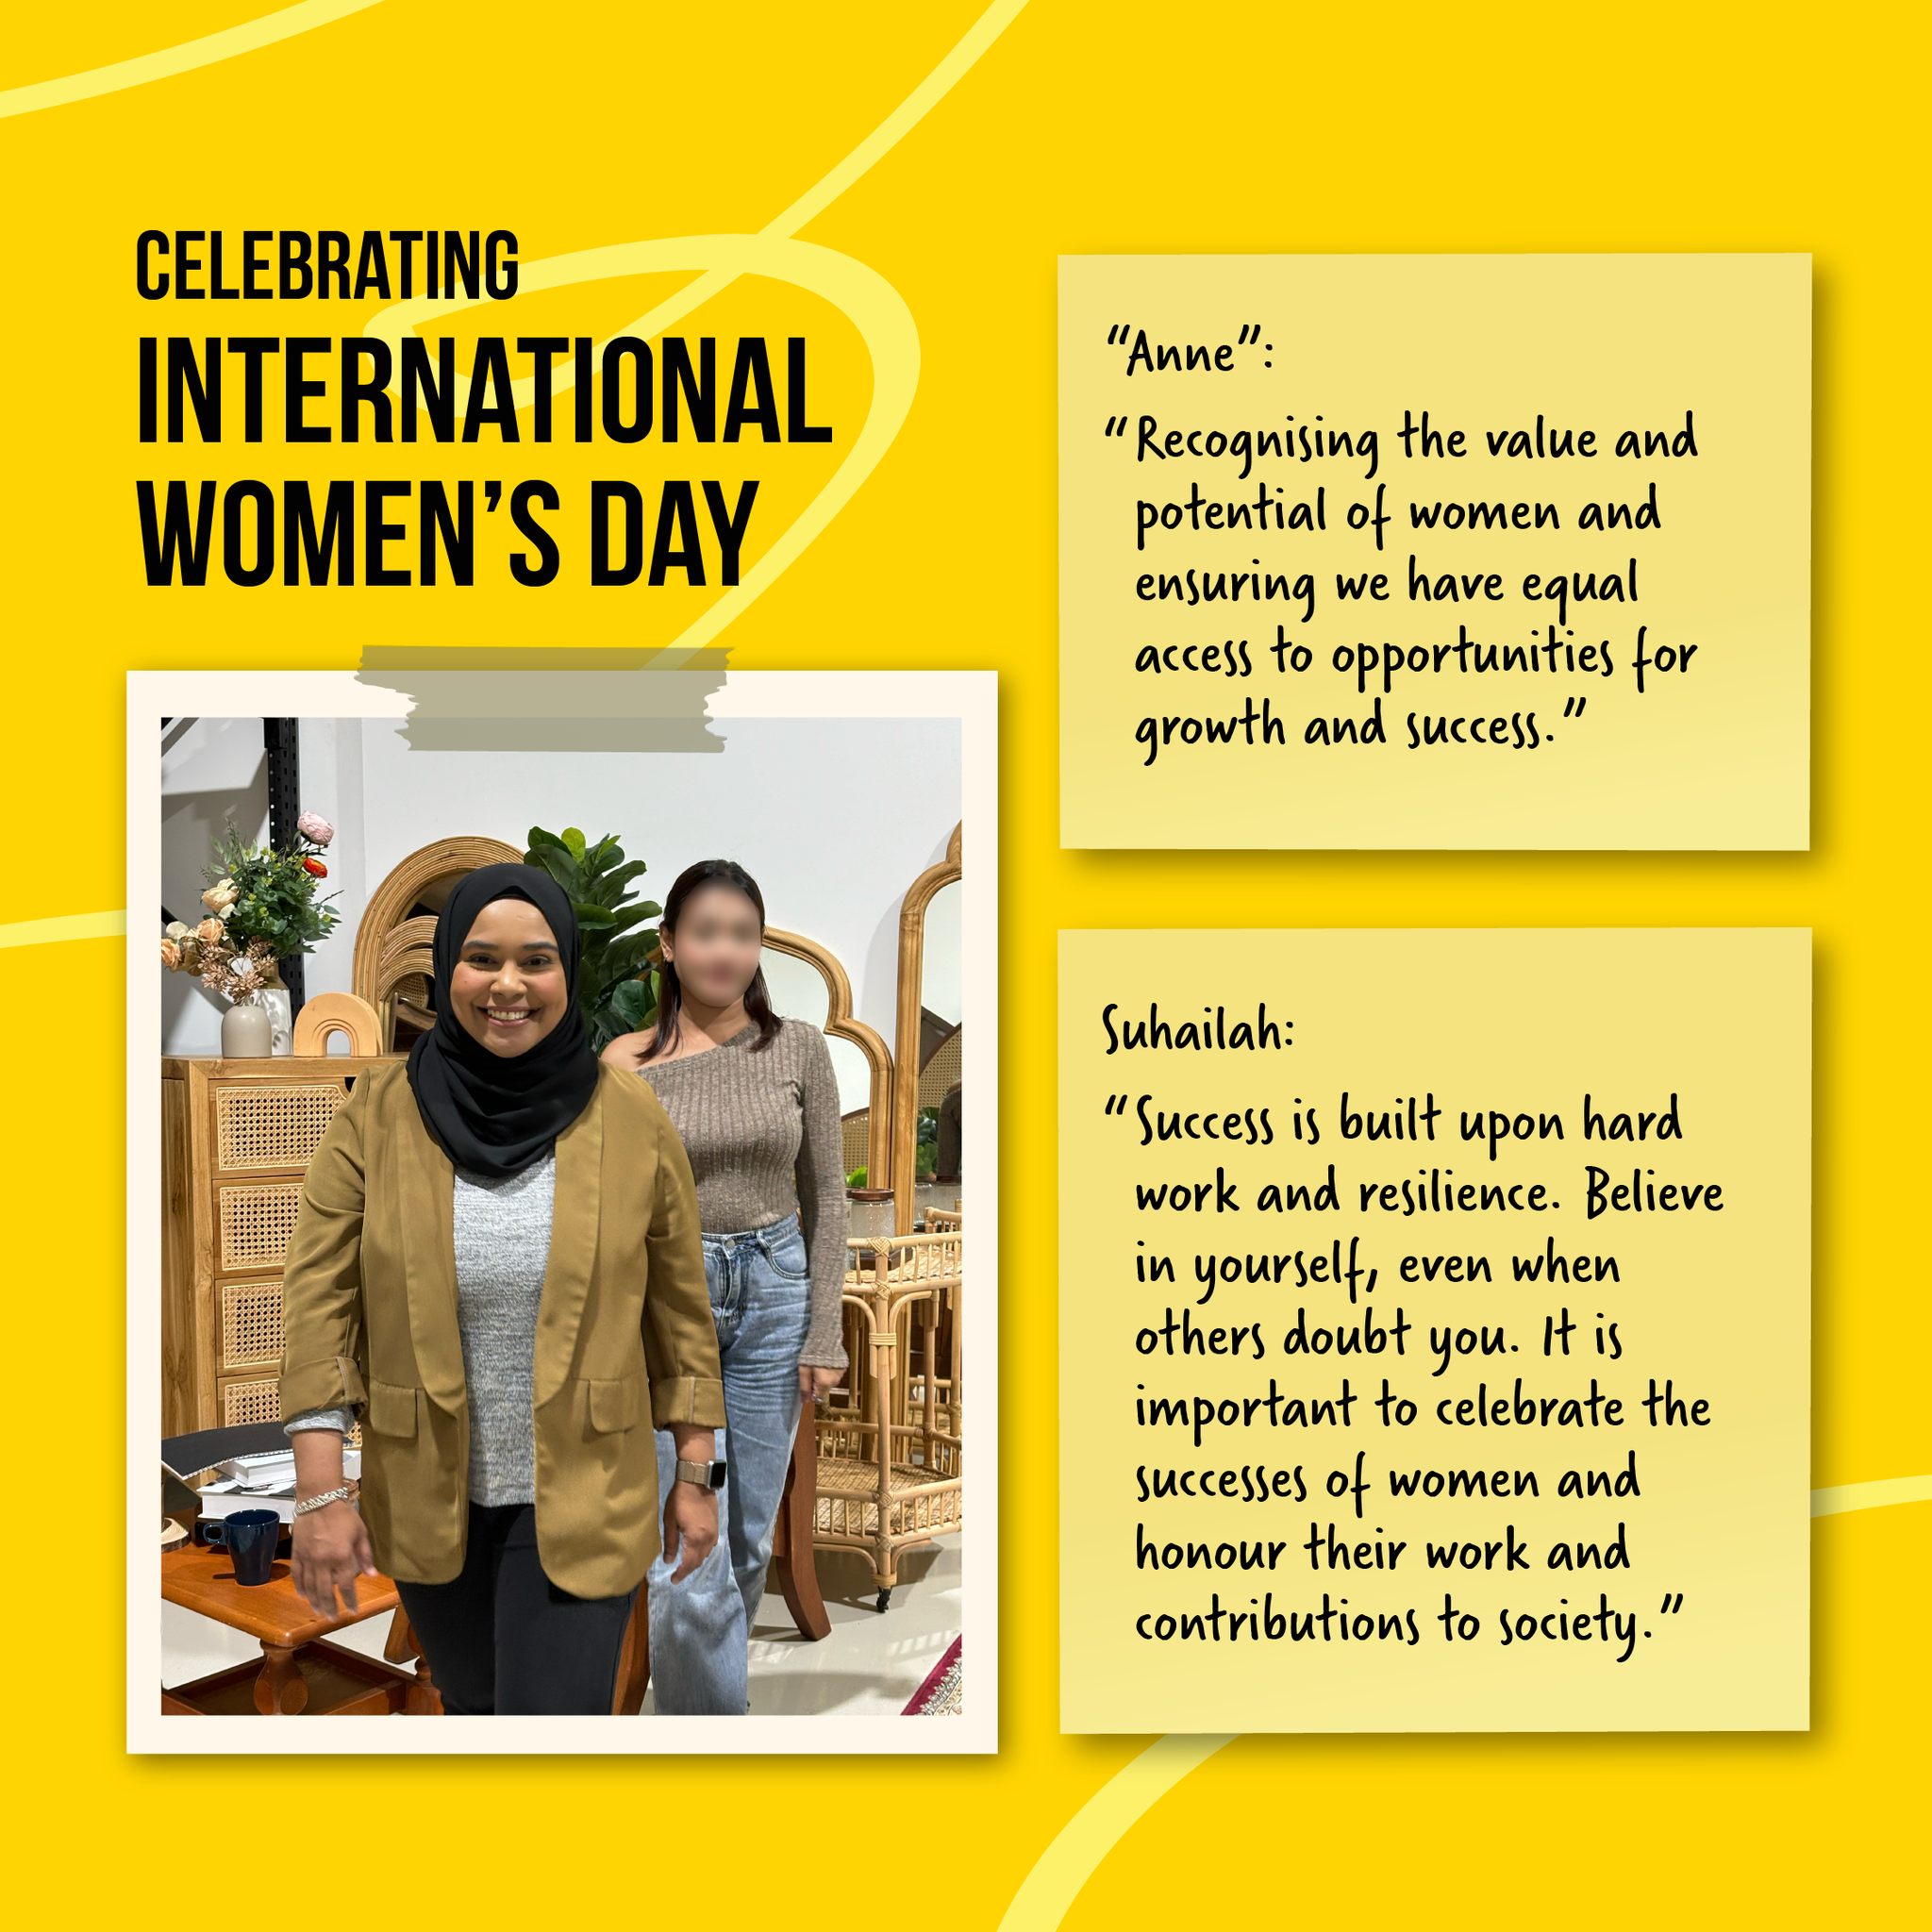 CELEBRATING
INTERNATIONAL
WOMEN’S DAY
“Anne”:
“Recognising the value and
potential of women and
ensuring we have equal
access to opportunities for
growth and success.”
Suhailah:
“Success is built upon hard
work and resilience. Believe
in yourself, even when
others doubt you. It is
important to celebrate the
successes of women and
honour their work and
contributions to society.”